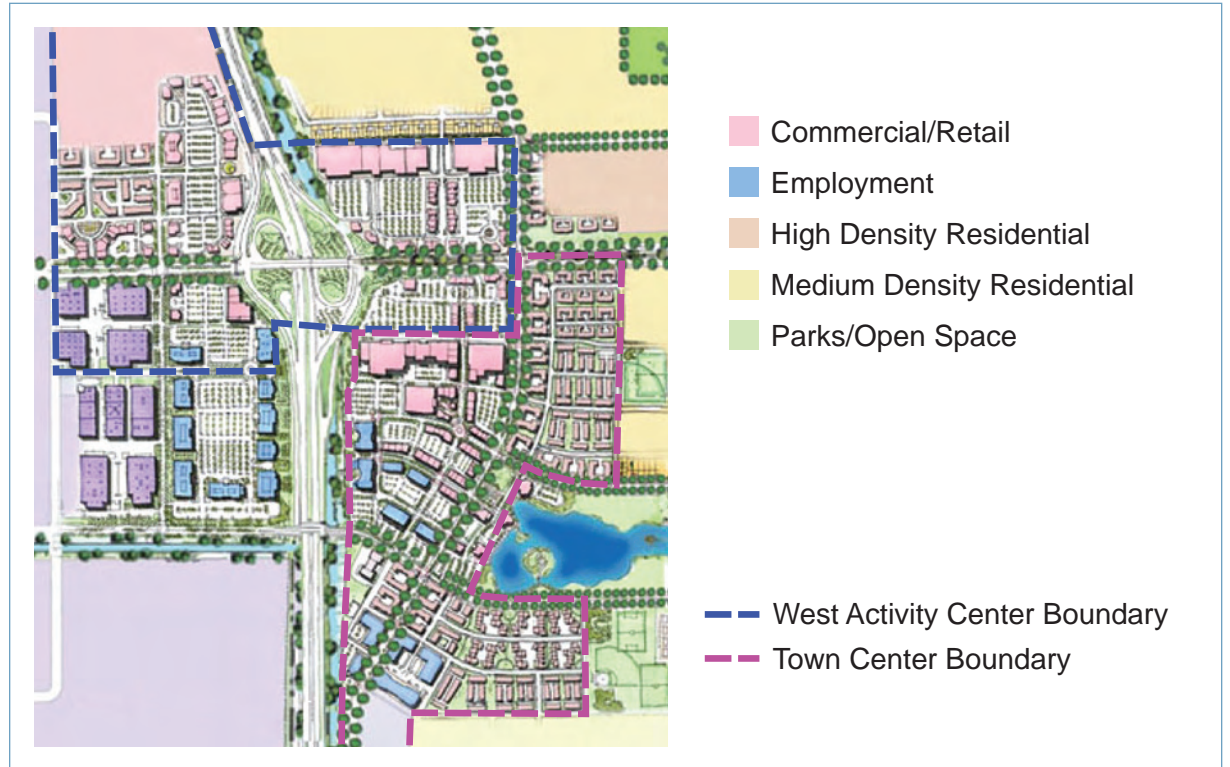 Commercial/Retail
Employment
High Density Residential
Medium Density Residential
Parks/Open Space
West Activity Center Boundary
Town Center Boundary